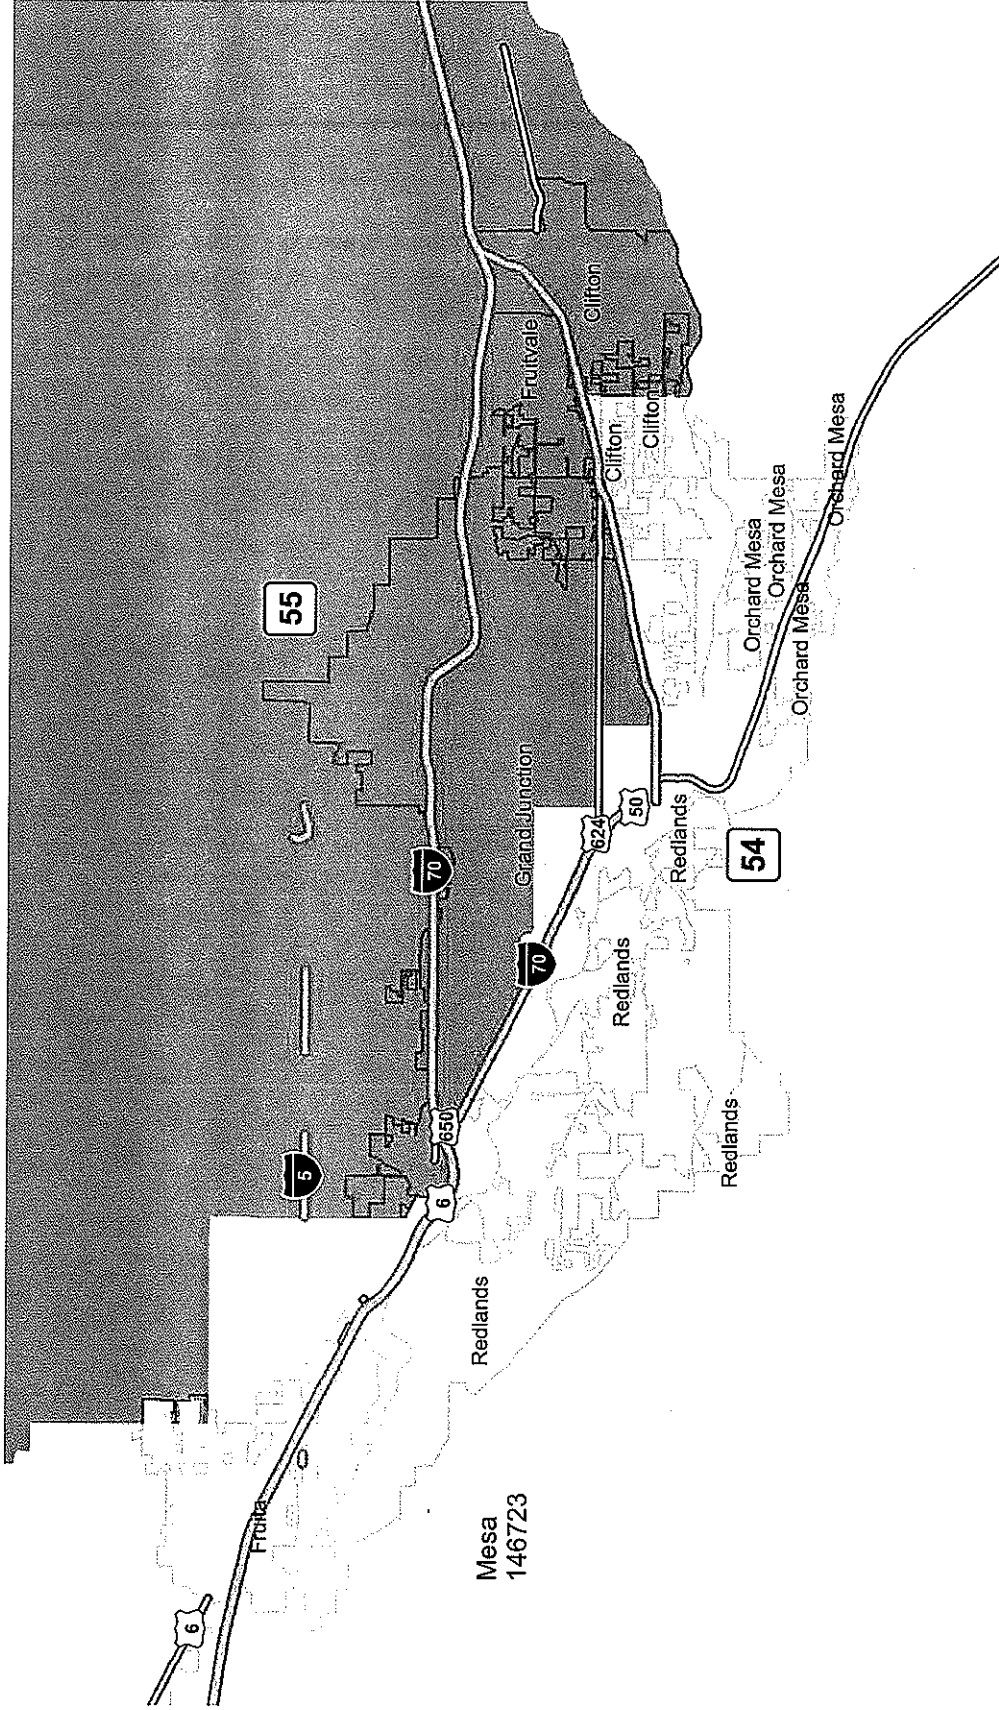 6
Fruita
Mesa
146723
Redlands
5
6
650
Redlands
70
Redlands
70
54
Redlands
624
50
Grand Junction
55
Orchard Mesa
Orchard Mesa
Orchard Mesa
Orchard Mesa
Clifton
Clifton
Fruitvale
Clifton